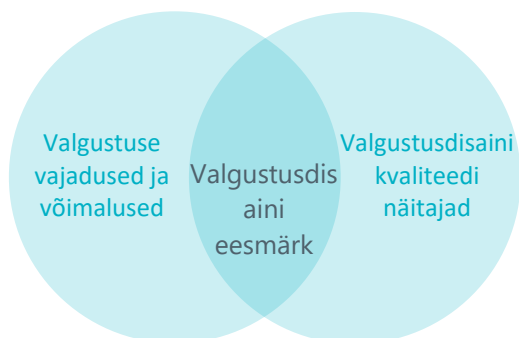 Valgustuse
vajadused ja
võimalused
Valgustusdis
aini
eesmärk
Valgustusdisaini
kvaliteedi
näitajad